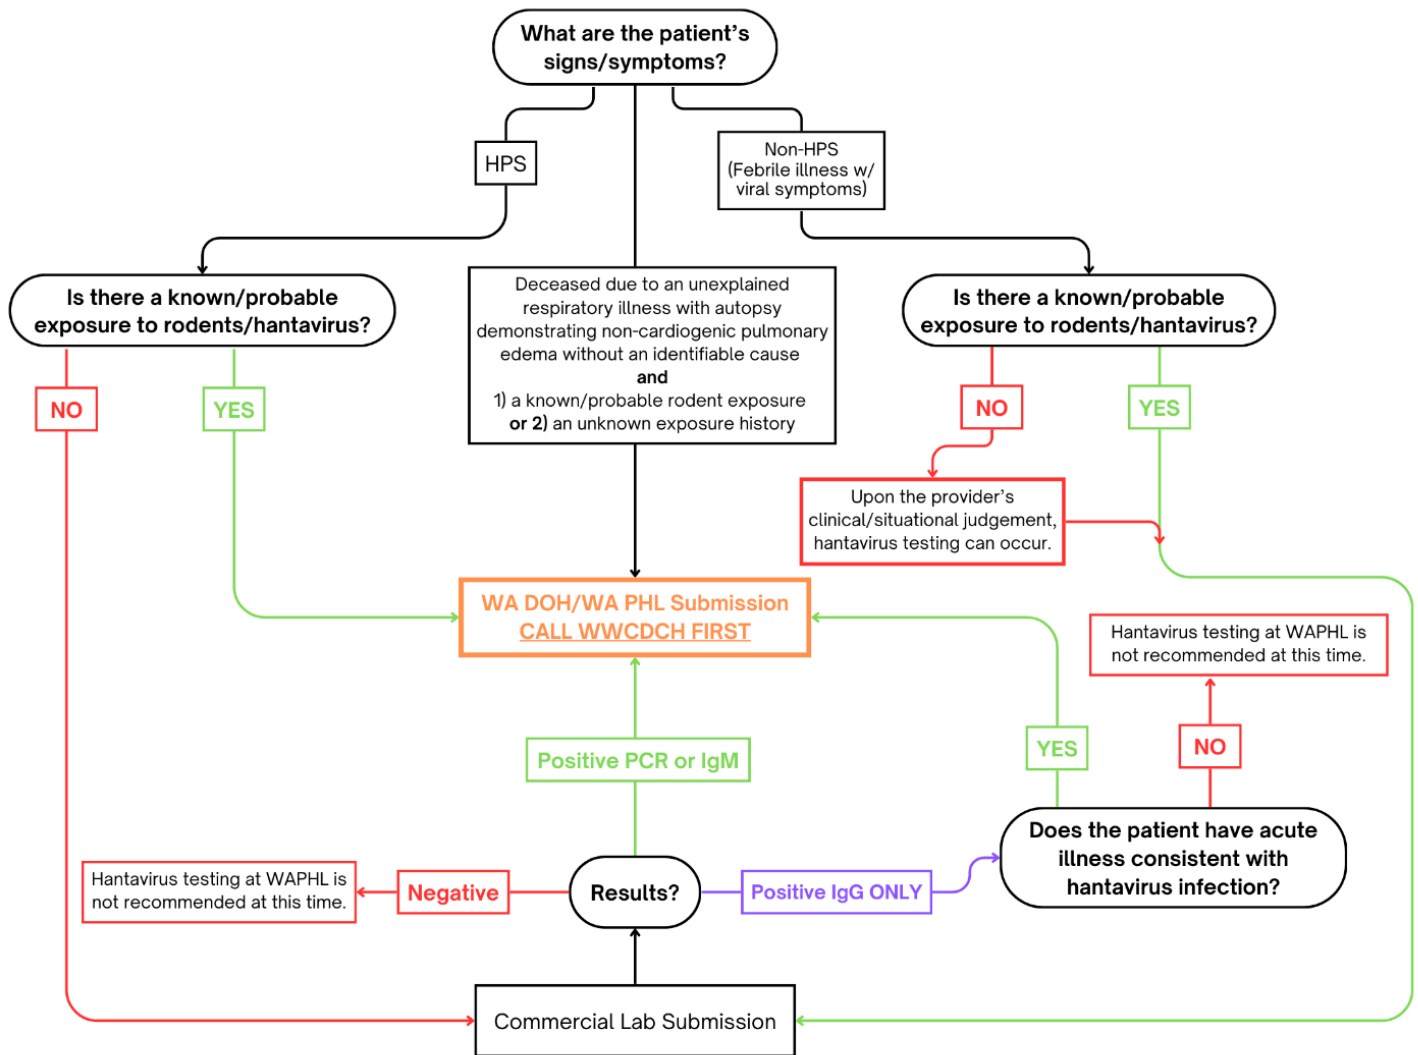 What are the patient's
signs/symptoms?
HPS
Non-HPS
(Febrile illness w/
viral symptoms)
Is there a known/probable
exposure to rodents/hantavirus?
Deceased due to an unexplained
respiratory illness with autopsy
demonstrating non-cardiogenic pulmonary
edema without an identifiable cause
and
1) a known/probable rodent exposure
or 2) an unknown exposure history
Is there a known/probable
exposure to rodents/hantavirus?
NO
YES
NO
YES
Upon the provider's
clinical/situational judgement,
hantavirus testing can occur.
WA DOH/WA PHL Submission
CALL WWCDCH FIRST
Hantavirus testing at WAPHL is
not recommended at this time.
Positive PCR or IgM
YES
NO
Does the patient have acute
illness consistent with
hantavirus infection?
Hantavirus testing at WAPHL is
not recommended at this time.
Negative
Results?
Positive IgG ONLY
Commercial Lab Submission